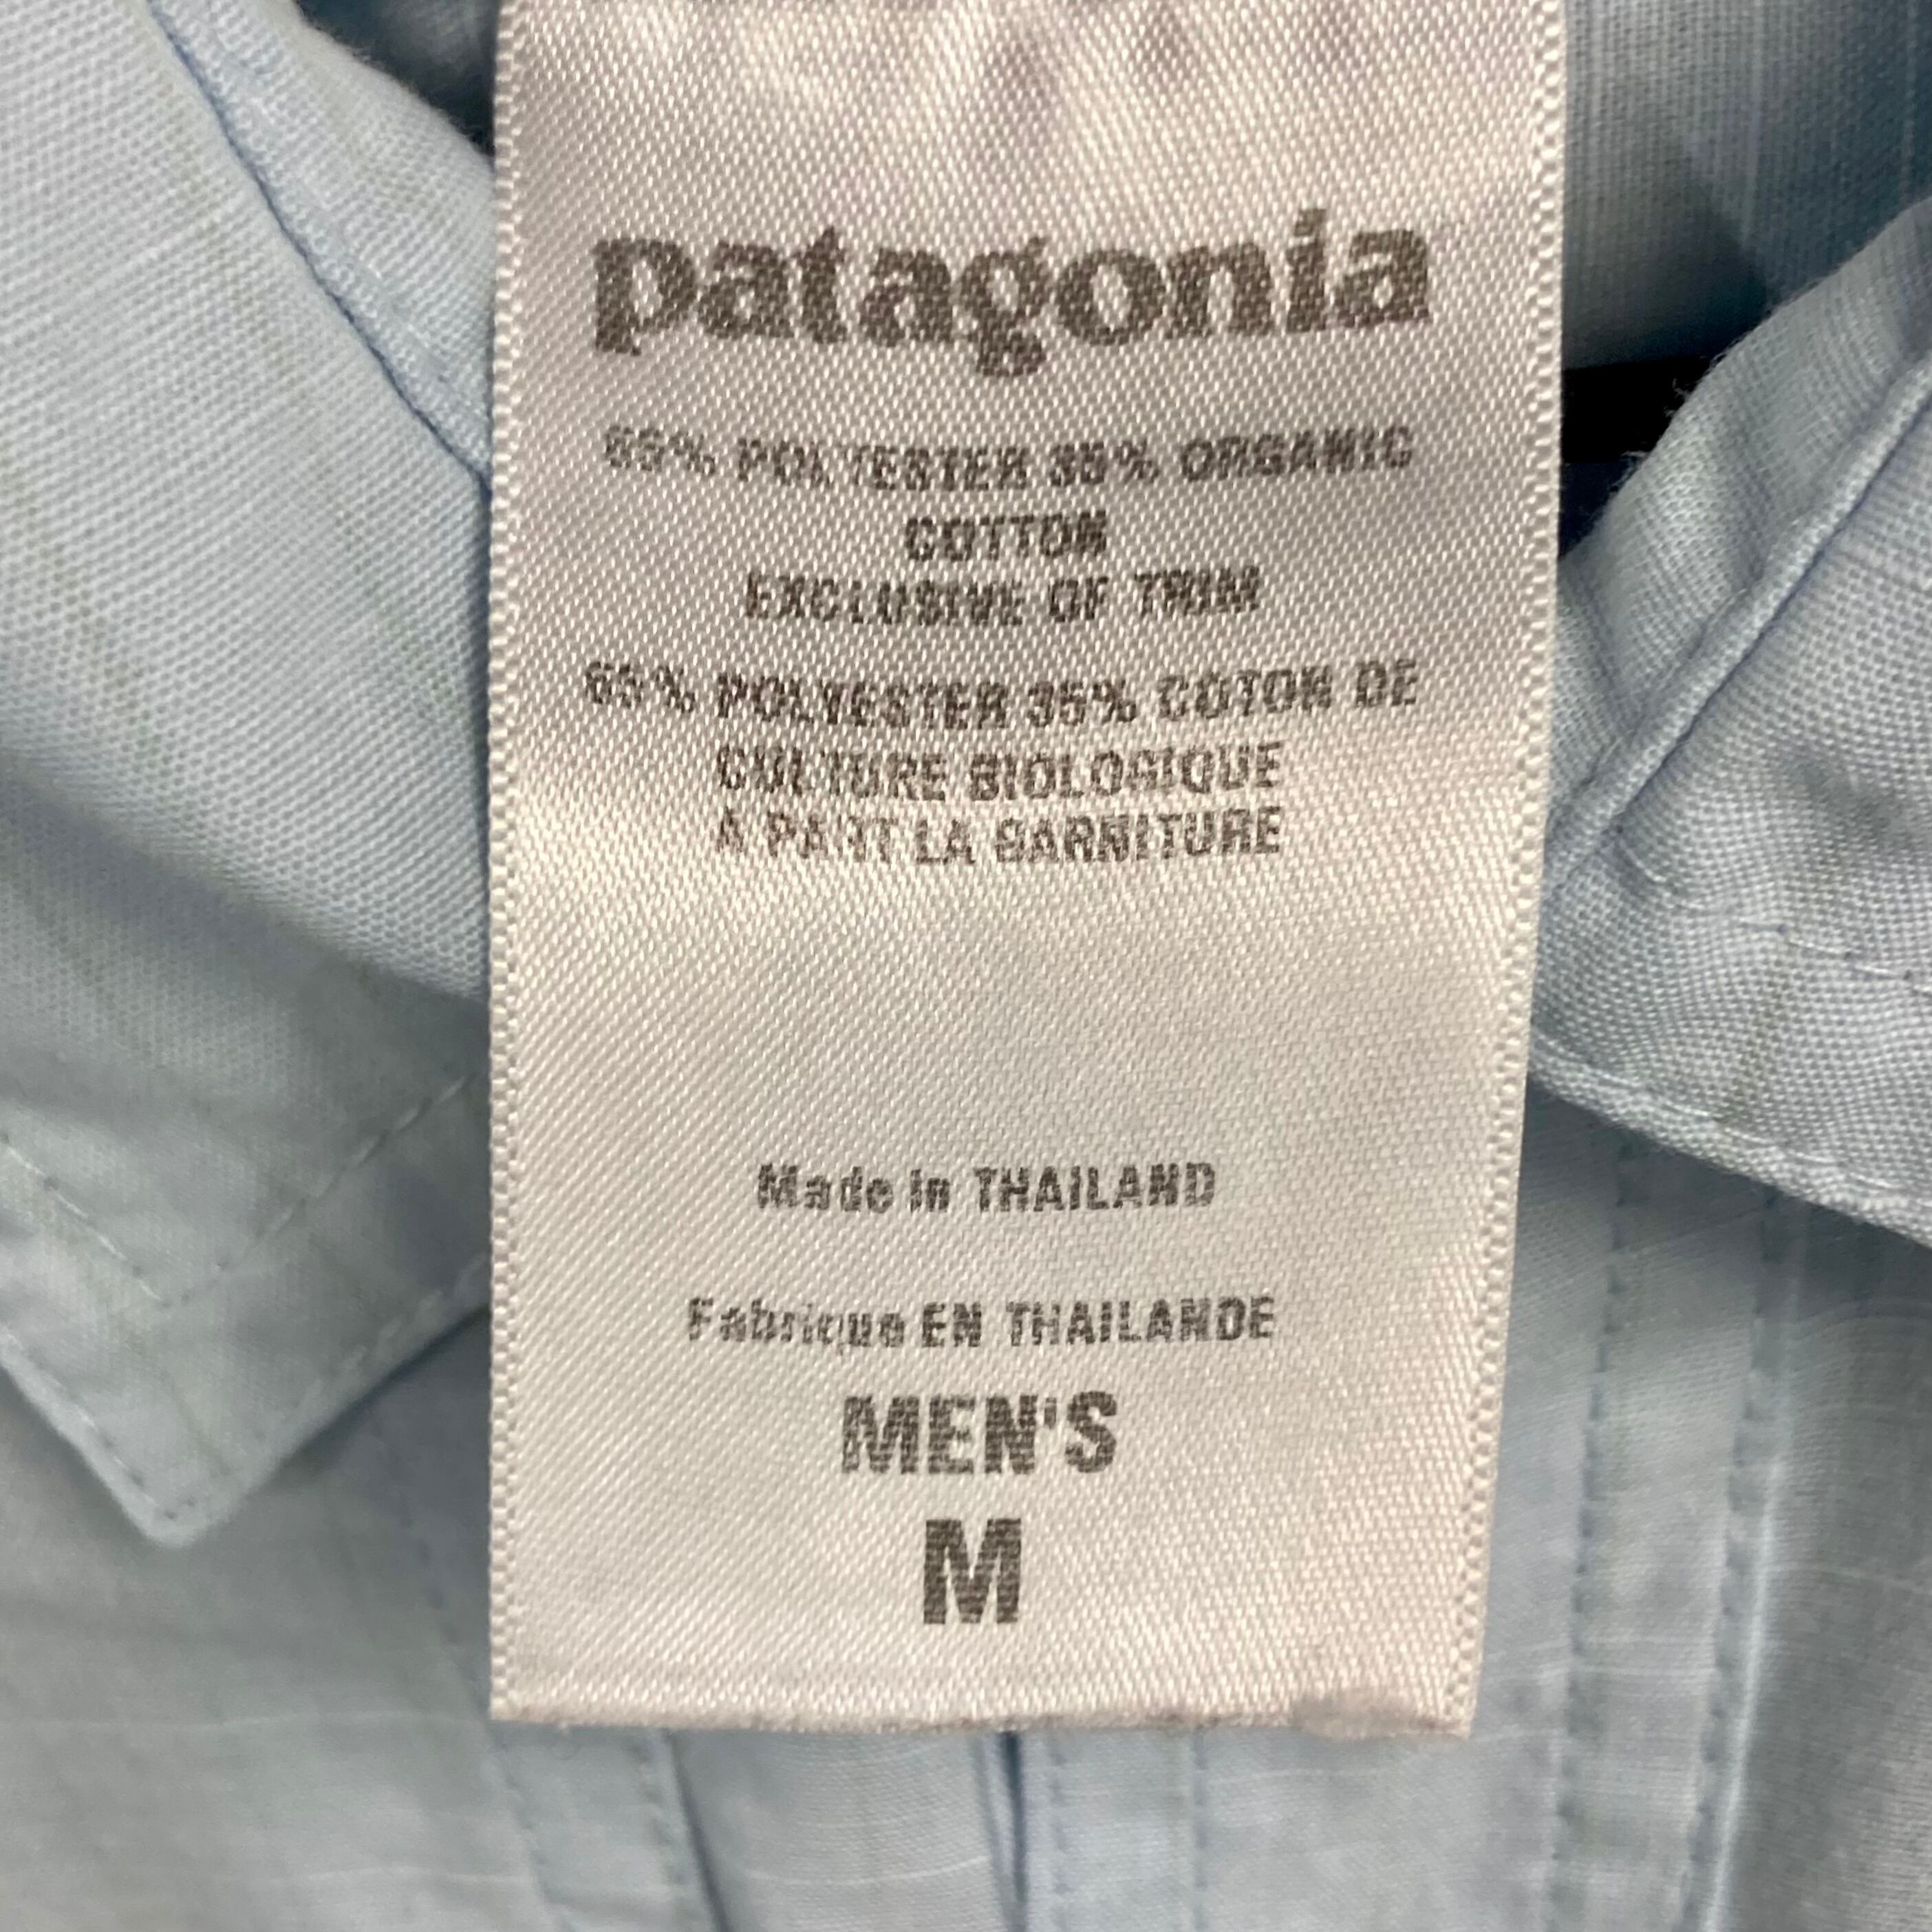 patagonia
65% POLYESTER 35% ORGANIC
COTTON
EXCLUSIVE OF TRIM
65% POLYESTER 35% COTON DE
CULTURE BIOLOGIQUE
A PART LA GARNITURE
Made in THAILAND
Fabrique EN THAILANDE
MEN'S
M